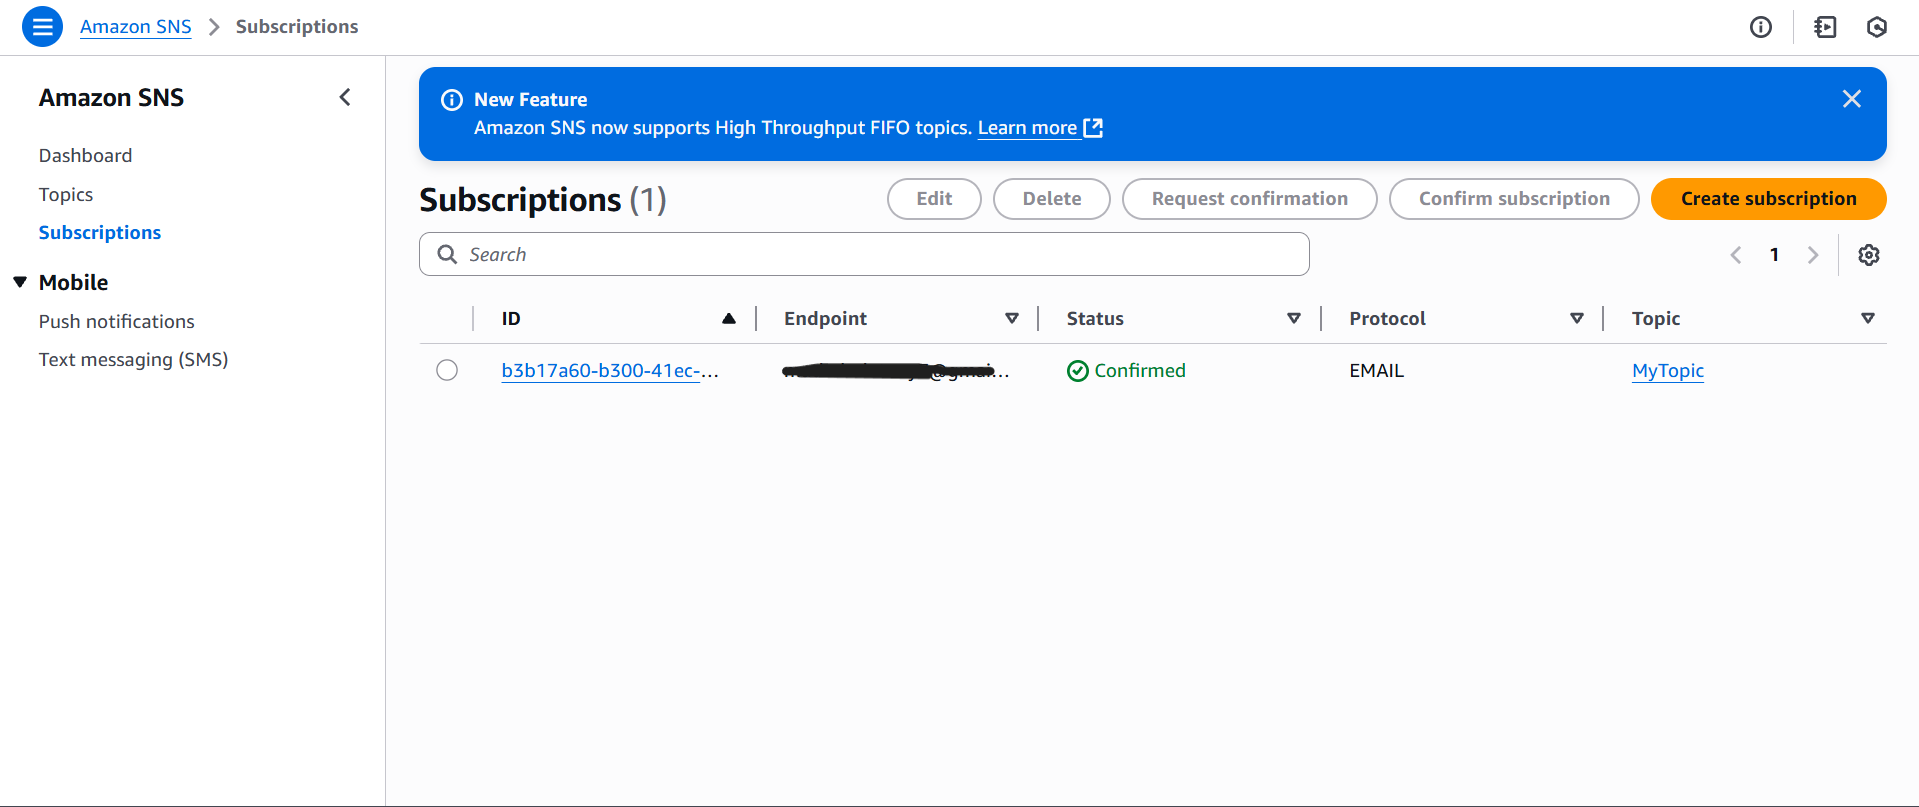 Amazon SNS > Subscriptions
Amazon SNS
Dashboard
Topics
Subscriptions
Mobile
Push notifications
Text messaging (SMS)
New Feature
Amazon SNS now supports High Throughput FIFO topics. Learn more
Subscriptions (1)
Edit
Delete
Request confirmation
Confirm subscription
Create subscription
Search
1
ID Endpoint Status Protocol Topic
b3b17a60-b300-41ec-... Confirmed EMAIL MyTopic